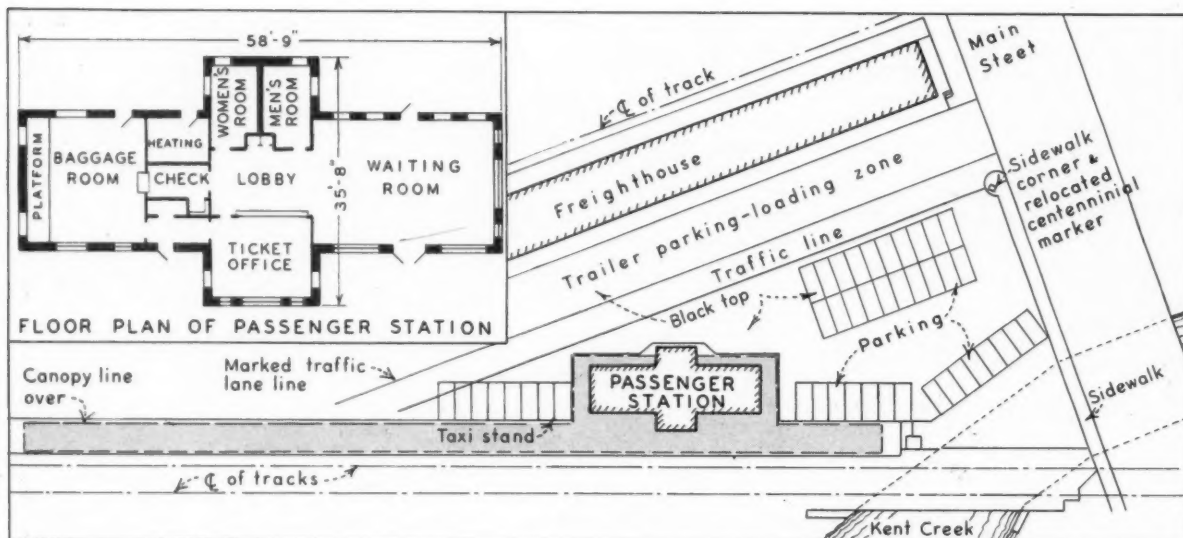 58'-9"
WOMEN'S
ROOM
MEN'S
ROOM
HEATING
PLATFORM
BAGGAGE
ROOM
CHECK
LOBBY
35'-8"
WAITING
ROOM
TICKET
OFFICE
FLOOR PLAN OF PASSENGER STATION
℄ of track
Main
Steet
Freighthouse
Trailer parking-loading zone
Traffic line
Sidewalk
corner &
relocated
centenninial
marker
Black top
Parking
Marked traffic
lane line
Canopy line
over
PASSENGER
STATION
Taxi stand
Sidewalk
℄ of tracks
Kent Creek